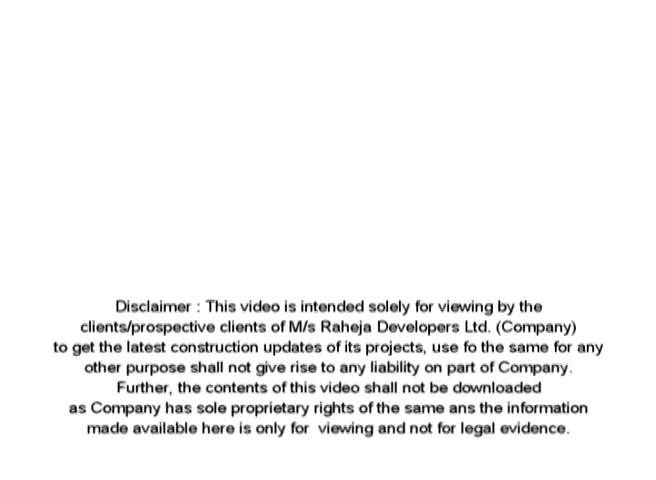 Disclaimer : This video is intended solely for viewing by the
clients/prospective clients of M/s Raheja Developers Ltd. (Company)
to get the latest construction updates of its projects, use fo the same for any
other purpose shall not give rise to any liability on part of Company.
Further, the contents of this video shall not be downloaded
as Company has sole proprietary rights of the same ans the information
made available here is only for  viewing and not for legal evidence.